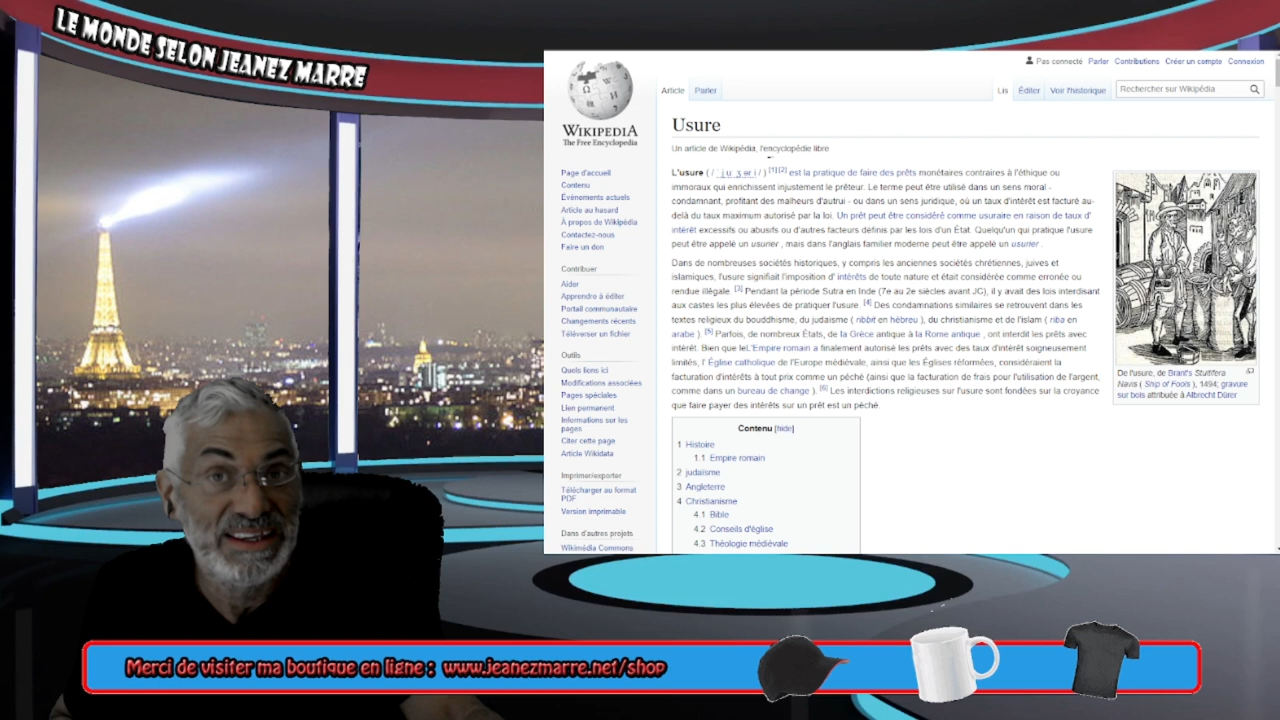 LE MONDE SELON JEANEZ MARRE
WIKIPEDIA
The Free Encyclopedia
Pas connecté Parler Contributions Créer un compte Connexion
Article Parler
Lis Éditer Voir l'historique
Rechercher sur Wikipédia
Page d'accueil
Contenu
Événements actuels
Article au hasard
À propos de Wikipédia
Contactez-nous
Faire un don
Contribuer
Aider
Apprendre à éditer
Portail communautaire
Changements récents
Téléverser un fichier
Outils
Quels liens ici
Modifications associées
Pages spéciales
Lien permanent
Informations sur les
pages
Citer cette page
Article Wikidata
Imprimer/exporter
Télécharger au format
PDF
Version imprimable
Dans d'autres projets
Wikimédia Commons
Usure
Un article de Wikipédia, l'encyclopédie libre
L'usure ( / ˈ j uː ʒ ər i / ) [1] [2] est la pratique de faire des prêts monétaires contraires à l'éthique ou
immoraux qui enrichissent injustement le prêteur. Le terme peut être utilisé dans un sens moral -
condamnant, profitant des malheurs d'autrui - ou dans un sens juridique, où un taux d'intérêt est facturé au-
delà du taux maximum autorisé par la loi. Un prêt peut être considéré comme usuraire en raison de taux d'
intérêt excessifs ou abusifs ou d'autres facteurs définis par les lois d'un État. Quelqu'un qui pratique l'usure
peut être appelé un usurier , mais dans l'anglais familier moderne peut être appelé un usurier .
Dans de nombreuses sociétés historiques, y compris les anciennes sociétés chrétiennes, juives et
islamiques, l'usure signifiait l'imposition d' intérêts de toute nature et était considérée comme erronée ou
rendue illégale. [3] Pendant la période Sutra en Inde (7e au 2e siècles avant JC), il y avait des lois interdisant
aux castes les plus élevées de pratiquer l'usure. [4] Des condamnations similaires se retrouvent dans les
textes religieux du bouddhisme, du judaïsme ( ribbit en hébreu ), du christianisme et de l'islam ( riba en
arabe ). [5] Parfois, de nombreux États, de la Grèce antique à la Rome antique , ont interdit les prêts avec
intérêt. Bien que leL'Empire romain a finalement autorisé les prêts avec des taux d'intérêt soigneusement
limités, l' Église catholique de l'Europe médiévale, ainsi que les Églises réformées, considéraient la
facturation d'intérêts à tout prix comme un péché (ainsi que la facturation de frais pour l'utilisation de l'argent,
comme dans un bureau de change ). [6] Les interdictions religieuses sur l'usure sont fondées sur la croyance
que faire payer des intérêts sur un prêt est un péché.
De l'usure, de Brant's Stultifera
Navis ( Ship of Fools ), 1494; gravure
sur bois attribuée à Albrecht Dürer
Contenu [hide]
1 Histoire
1.1 Empire romain
2 judaïsme
3 Angleterre
4 Christianisme
4.1 Bible
4.2 Conseils d'église
4.3 Théologie médiévale
Merci de visiter ma boutique en ligne : www.jeanezmarre.net/shop